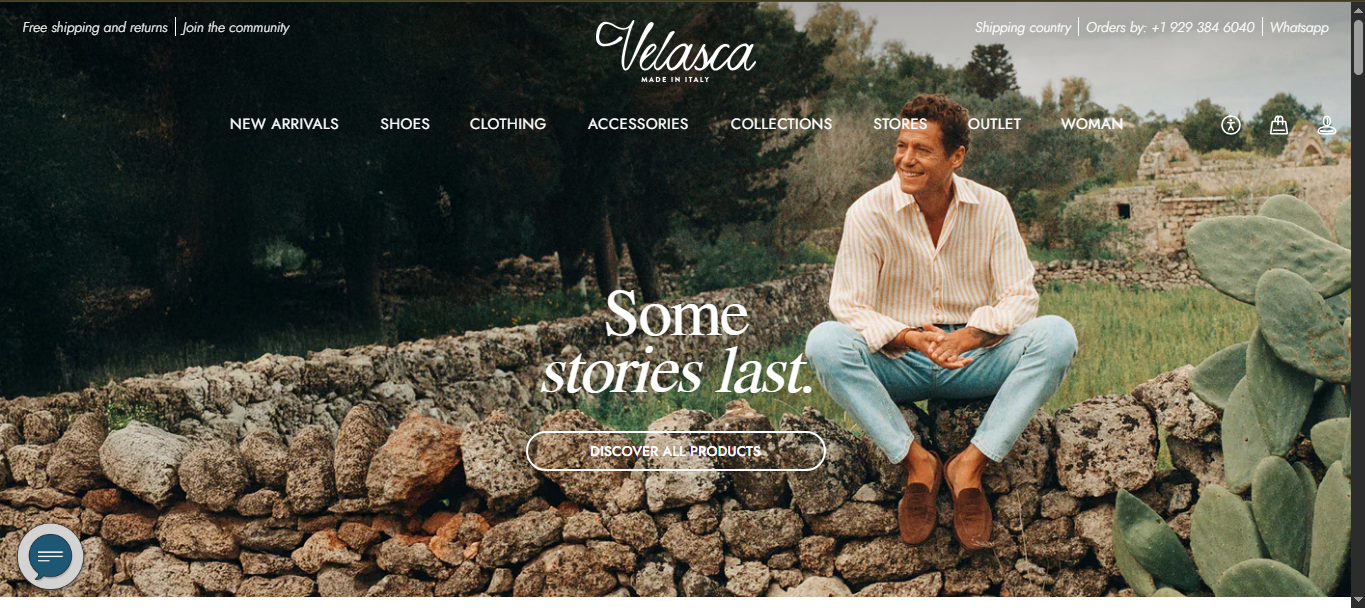 Free shipping and returns | Join the community
Velasca
MADE IN ITALY
Shipping country | Orders by: +1 929 384 6040 | Whatsapp
NEW ARRIVALS SHOES CLOTHING ACCESSORIES COLLECTIONS STORES OUTLET WOMAN
Some
stories last.
DISCOVER ALL PRODUCTS